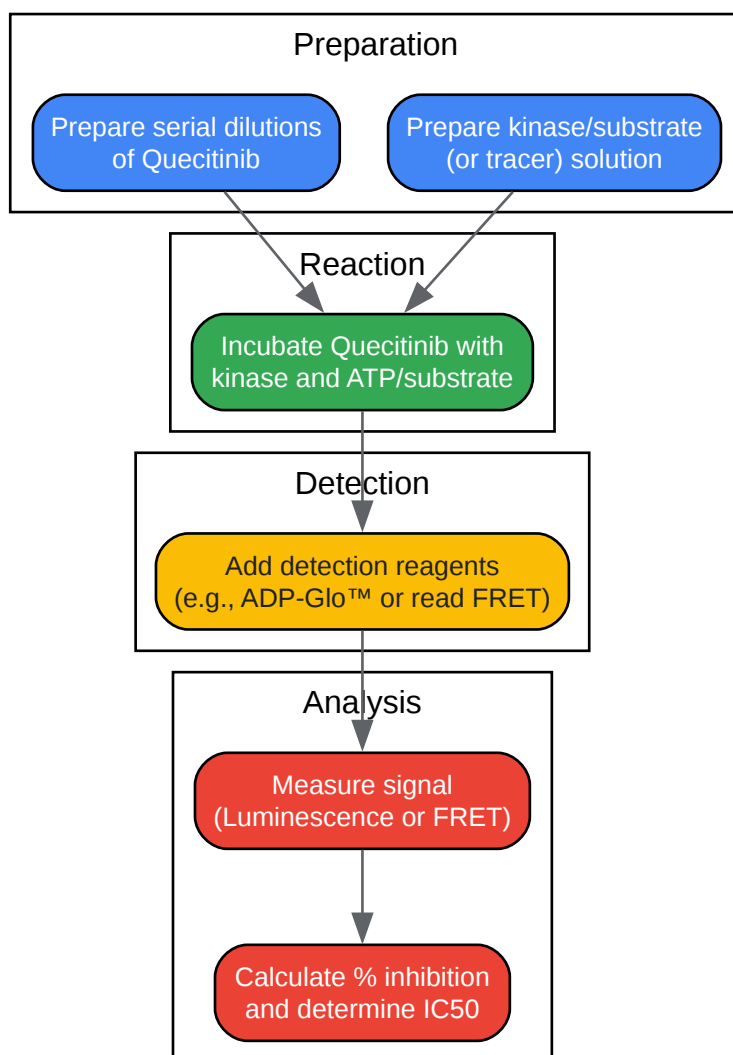 Preparation
Prepare serial dilutions
of Quecitinib
Prepare kinase/substrate
(or tracer) solution
Reaction
Incubate Quecitinib with
kinase and ATP/substrate
Detection
Add detection reagents
(e.g., ADP-Glo™ or read FRET)
Analysis
Measure signal
(Luminescence or FRET)
Calculate % inhibition
and determine IC50